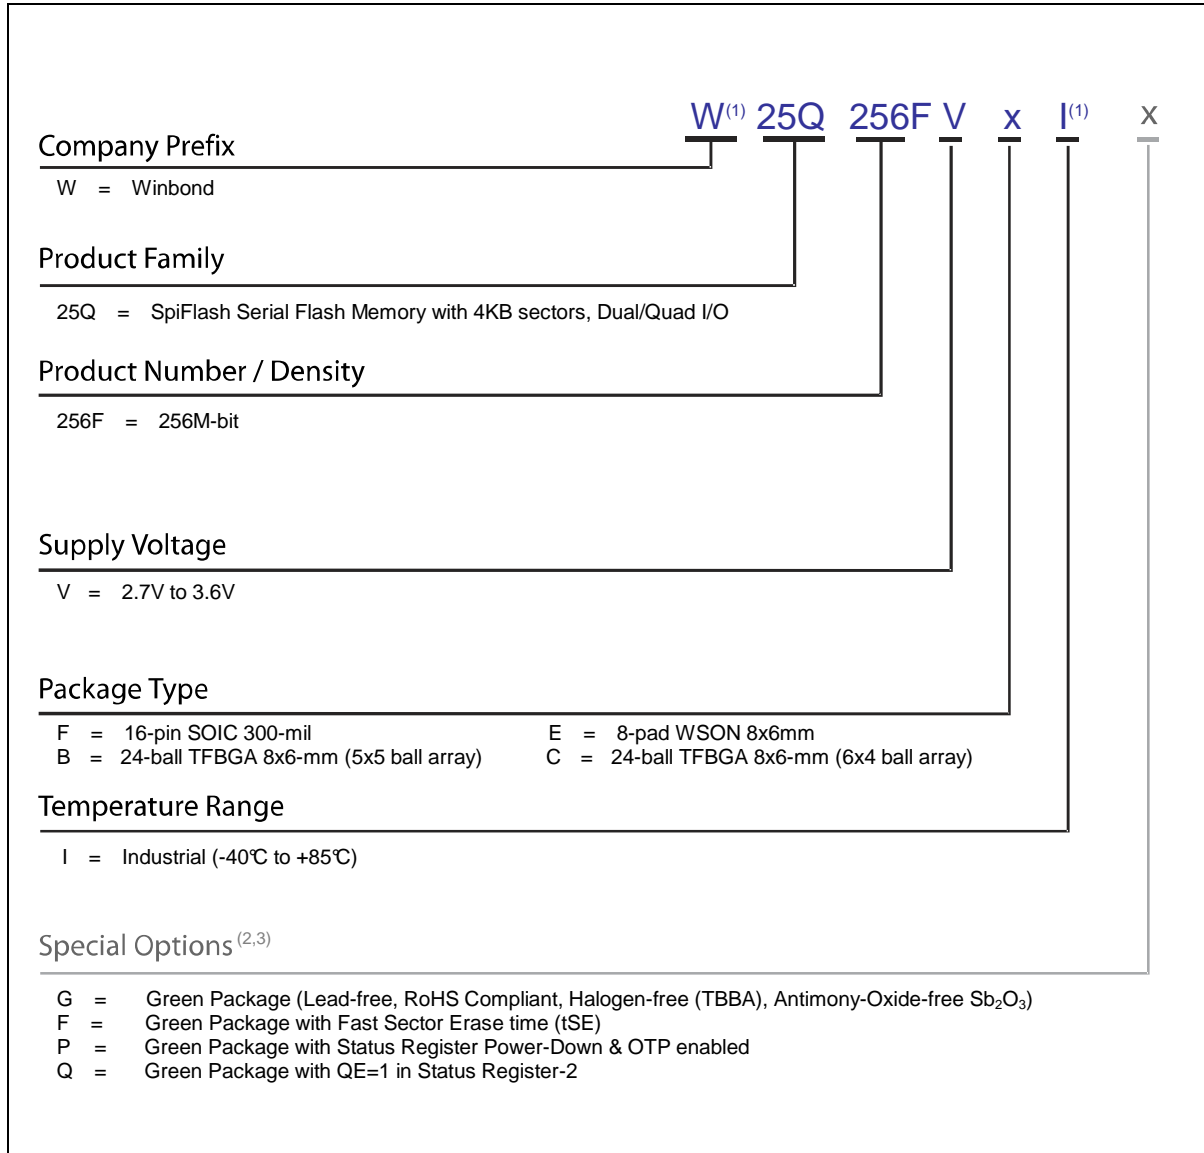 W(1) 25Q 256F V x I(1) x
Company Prefix
W = Winbond
Product Family
25Q = SpiFlash Serial Flash Memory with 4KB sectors, Dual/Quad I/O
Product Number / Density
256F = 256M-bit
Supply Voltage
V = 2.7V to 3.6V
Package Type
F = 16-pin SOIC 300-mil E = 8-pad WSON 8x6mm
B = 24-ball TFBGA 8x6-mm (5x5 ball array) C = 24-ball TFBGA 8x6-mm (6x4 ball array)
Temperature Range
I = Industrial (-40°C to +85°C)
Special Options (2,3)
G = Green Package (Lead-free, RoHS Compliant, Halogen-free (TBBA), Antimony-Oxide-free Sb2O3)
F = Green Package with Fast Sector Erase time (tSE)
P = Green Package with Status Register Power-Down & OTP enabled
Q = Green Package with QE=1 in Status Register-2